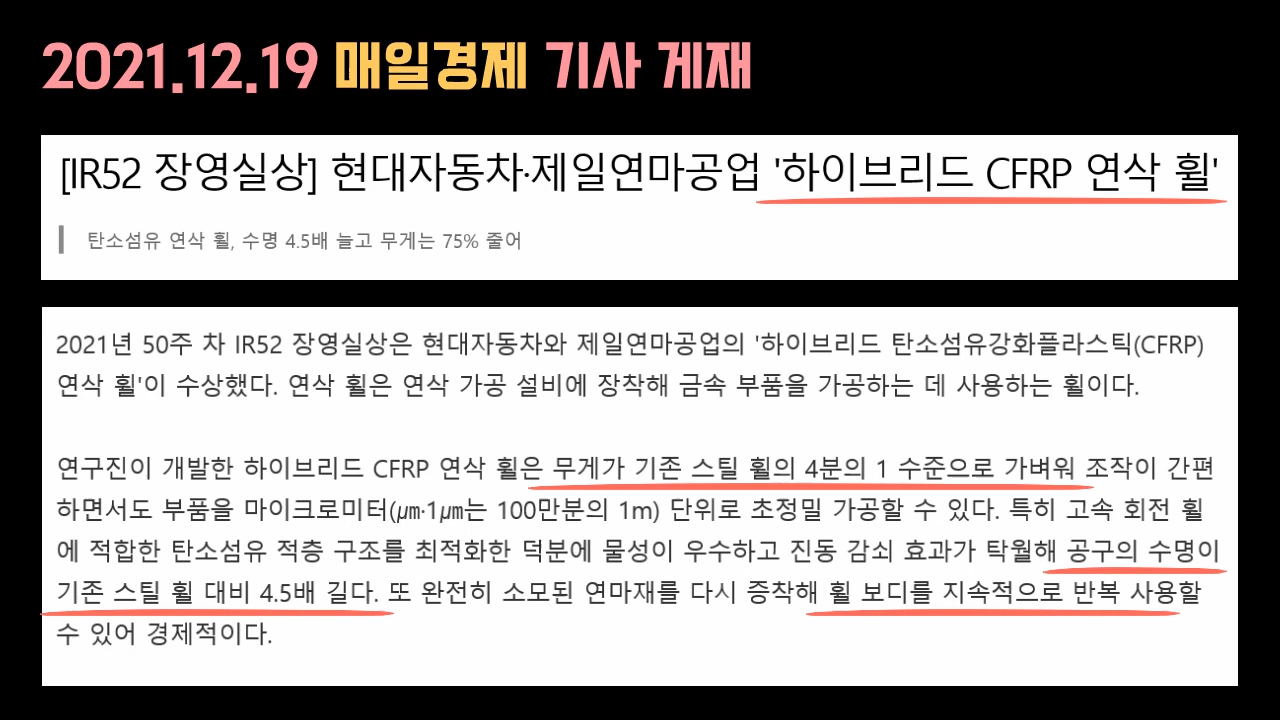 2021.12.19 매일경제 기사 게재
[IR52 장영실상] 현대자동차·제일연마공업 '하이브리드 CFRP 연삭 휠'
탄소섬유 연삭 휠, 수명 4.5배 늘고 무게는 75% 줄어
2021년 50주 차 IR52 장영실상은 현대자동차와 제일연마공업의 '하이브리드 탄소섬유강화플라스틱(CFRP)
연삭 휠'이 수상했다. 연삭 휠은 연삭 가공 설비에 장착해 금속 부품을 가공하는 데 사용하는 휠이다.
연구진이 개발한 하이브리드 CFRP 연삭 휠은 무게가 기존 스틸 휠의 4분의 1 수준으로 가벼워 조작이 간편
하면서도 부품을 마이크로미터(㎛·1㎛는 100만분의 1m) 단위로 초정밀 가공할 수 있다. 특히 고속 회전 휠
에 적합한 탄소섬유 적층 구조를 최적화한 덕분에 물성이 우수하고 진동 감쇠 효과가 탁월해 공구의 수명이
기존 스틸 휠 대비 4.5배 길다. 또 완전히 소모된 연마재를 다시 증착해 휠 보디를 지속적으로 반복 사용할
수 있어 경제적이다.